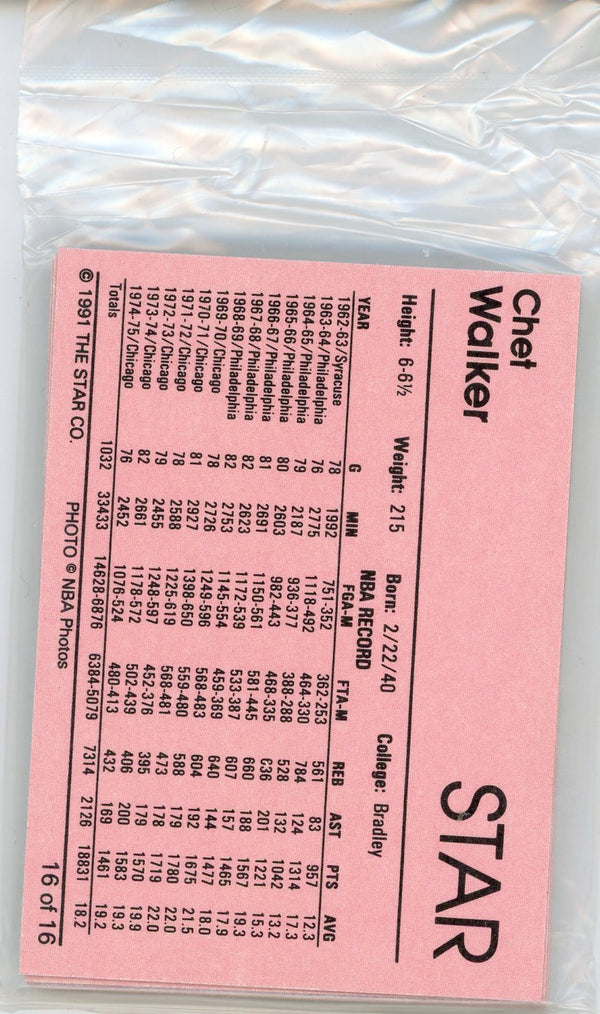 Chet
Walker
STAR
Height: 6-6½ Weight: 215 Born: 2/22/40 College: Bradley
NBA RECORD
YEAR G MIN FGA-M FTA-M REB AST PTS AVG
1962-63/Syracuse 78 1992 751-352 362-253 561 83 957 12.3
1963-64/Philadelphia 76 2775 1118-492 464-330 784 124 1314 17.3
1964-65/Philadelphia 79 2187 936-377 388-288 528 132 1042 13.2
1965-66/Philadelphia 80 2603 982-443 468-335 C36 201 1221 15.3
1966-67/Philadelphia 81 2691 1150-561 581-445 660 188 1567 19.3
1967-68/Philadelphia 82 2623 1172-539 533-387 607 157 1465 17.9
1968-69/Philadelphia 82 2753 1145-554 459-369 640 144 1477 18.0
1969-70/Chicago 78 2726 1249-596 568-483 604 192 1675 21.5
1970-71/Chicago 81 2927 1398-650 559-480 588 179 1780 22.0
1971-72/Chicago 78 2588 1225-619 568-481 473 178 1719 22.0
1972-73/Chicago 79 2455 1248-597 452-376 395 179 1570 19.9
1973-74/Chicago 82 2661 1178-572 502-439 406 200 1583 19.3
1974-75/Chicago 76 2452 1076-524 480-413 432 169 1461 19.2
Totals 1032 33433 14628-6876 6384-5079 7314 2126 18831 18.2
© 1991 THE STAR CO. PHOTO © NBA Photos 16 of 16